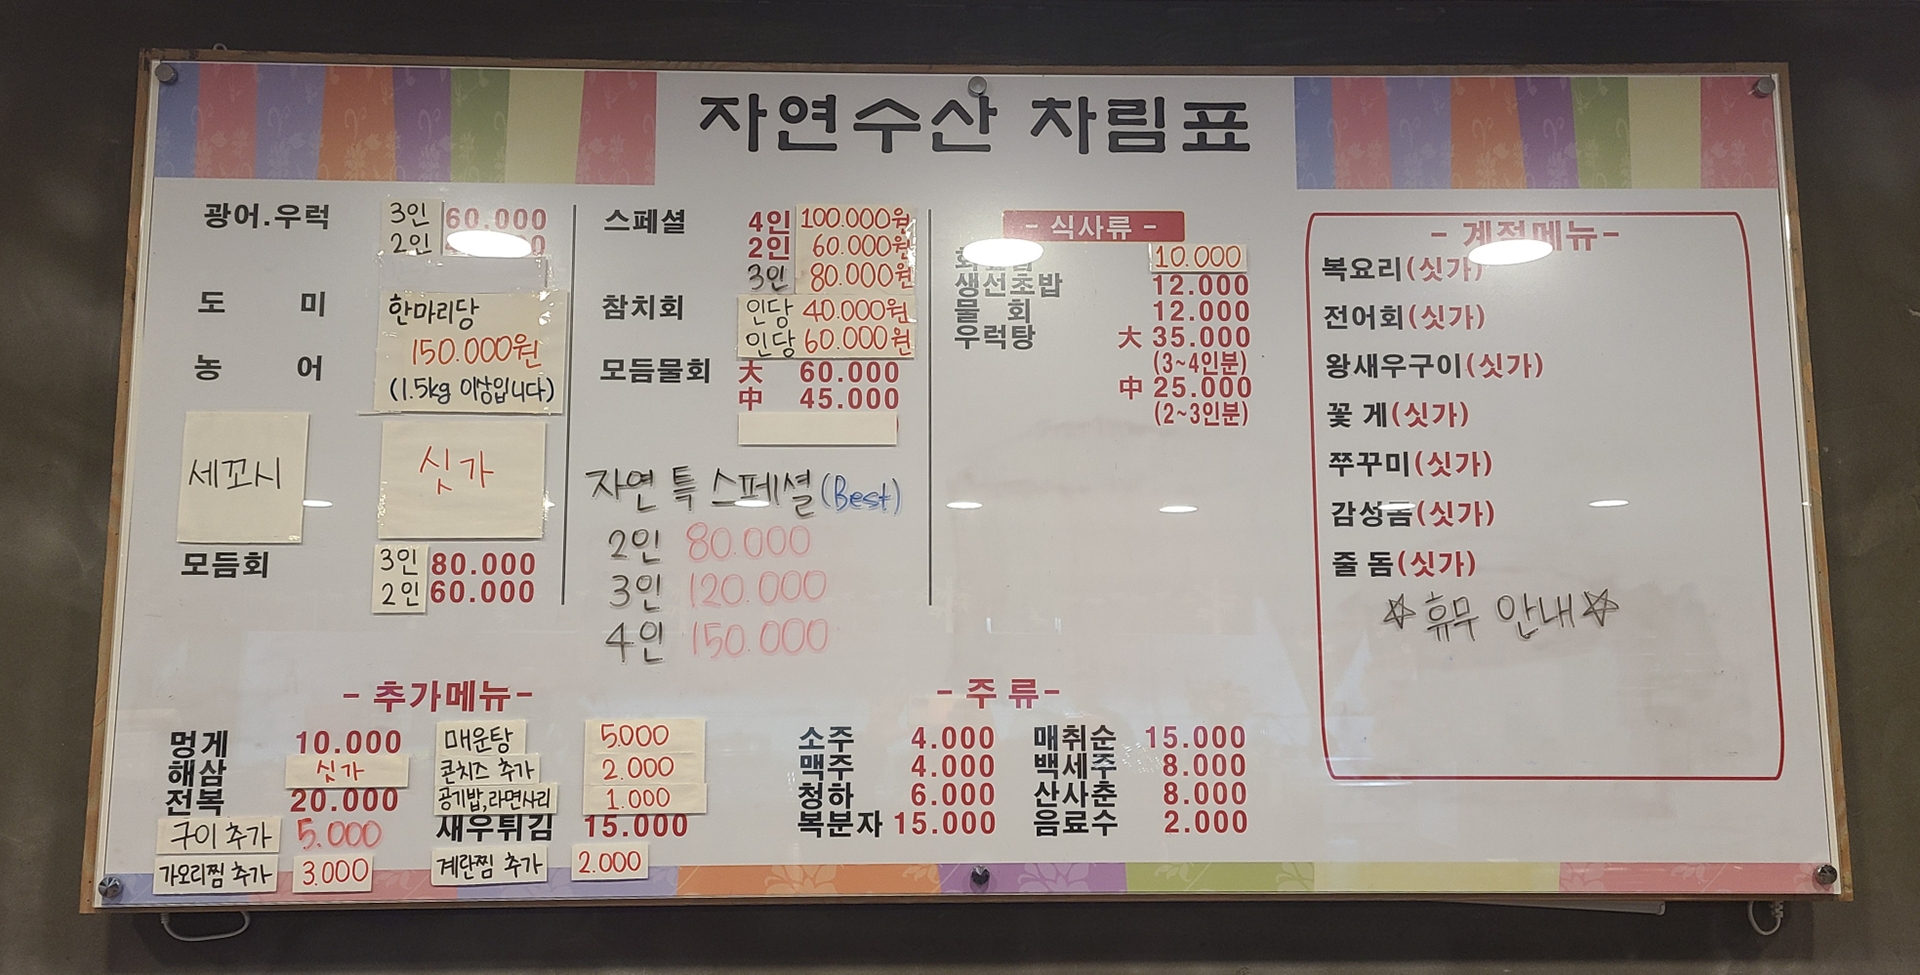 자연수산 차림표
광어.우럭 3인 60.000
2인
도 미 한마리당
150.000원
농 어 (1.5kg 이상입니다)
세꼬시 싯가
모듬회 3인 80.000
2인 60.000
스페셜 4인 100.000원
2인 60.000원
3인 80.000원
참치회 인당 40.000원
인당 60.000원
모듬물회 大 60.000
中 45.000
자연 특 스페셜 (Best)
2인 80.000
3인 120.000
4인 150.000
- 식사류 -
10.000
생선초밥 12.000
물 회 12.000
우럭탕 大 35.000
(3~4인분)
中 25.000
(2~3인분)
- 계절메뉴 -
복요리(싯가)
전어회(싯가)
왕새우구이(싯가)
꽃 게(싯가)
쭈꾸미(싯가)
감성돔(싯가)
줄 돔(싯가)
☆휴무 안내☆
- 추가메뉴 -
멍게 10.000 매운탕 5.000
해삼 싯가 콘치즈 추가 2.000
전복 20.000 공기밥,라면사리 1.000
구이 추가 5.000 새우튀김 15.000
가오리찜 추가 3.000 계란찜 추가 2.000
- 주 류 -
소주 4.000 매취순 15.000
맥주 4.000 백세주 8.000
청하 6.000 산사춘 8.000
복분자 15.000 음료수 2.000